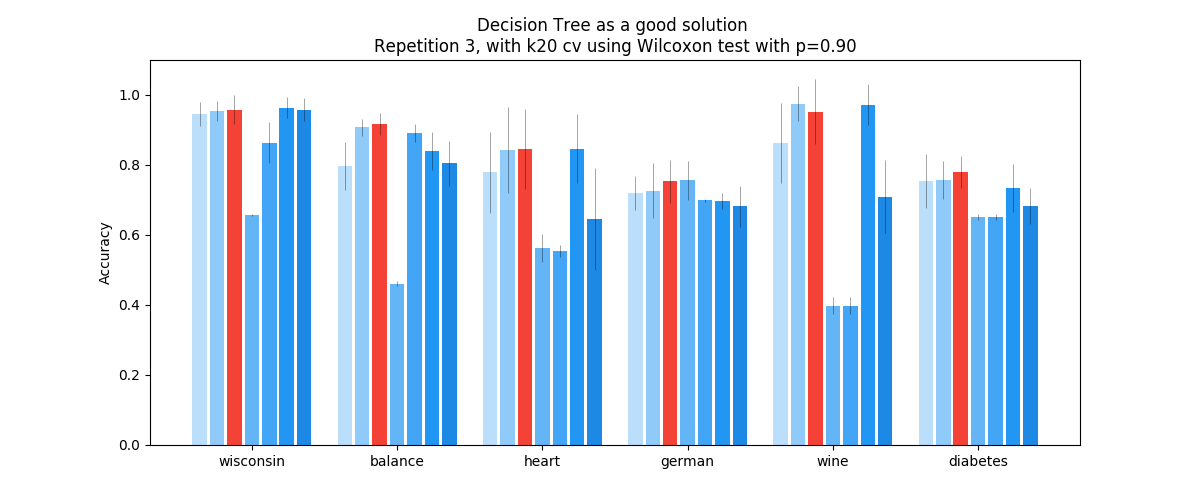 Decision Tree as a good solution
Repetition 3, with k20 cv using Wilcoxon test with p=0.90
1.0
0.8
0.6
0.4
0.2
0.0
Accuracy
wisconsin balance heart german wine diabetes